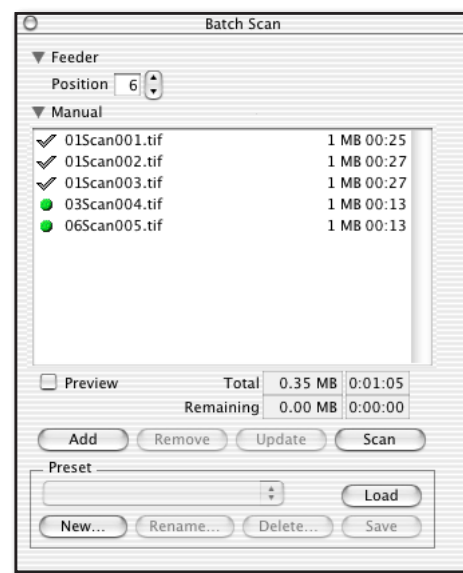 Batch Scan
Feeder
Position 6
Manual
01Scan001.tif 1 MB 00:25
01Scan002.tif 1 MB 00:27
01Scan003.tif 1 MB 00:27
03Scan004.tif 1 MB 00:13
06Scan005.tif 1 MB 00:13
Preview Total 0.35 MB 0:01:05
Remaining 0.00 MB 0:00:00
Add Remove Update Scan
Preset
Load
New... Rename... Delete... Save